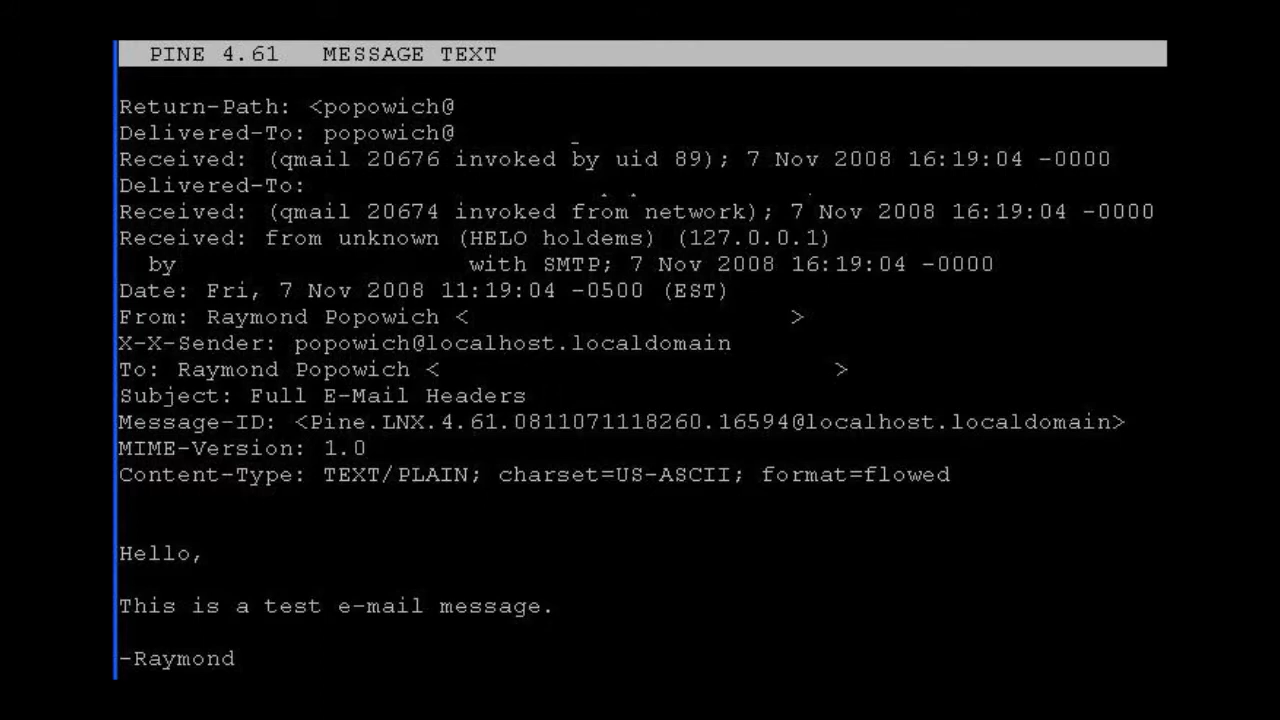 PINE 4.61   MESSAGE TEXT
Return-Path: <popowich@
Delivered-To: popowich@
Received: (qmail 20676 invoked by uid 89); 7 Nov 2008 16:19:04 -0000
Delivered-To:
Received: (qmail 20674 invoked from network); 7 Nov 2008 16:19:04 -0000
Received: from unknown (HELO holdems) (127.0.0.1)
  by                    with SMTP; 7 Nov 2008 16:19:04 -0000
Date: Fri, 7 Nov 2008 11:19:04 -0500 (EST)
From: Raymond Popowich <                      >
X-X-Sender: popowich@localhost.localdomain
To: Raymond Popowich <                           >
Subject: Full E-Mail Headers
Message-ID: <Pine.LNX.4.61.0811071118260.16594@localhost.localdomain>
MIME-Version: 1.0
Content-Type: TEXT/PLAIN; charset=US-ASCII; format=flowed
Hello,
This is a test e-mail message.
-Raymond